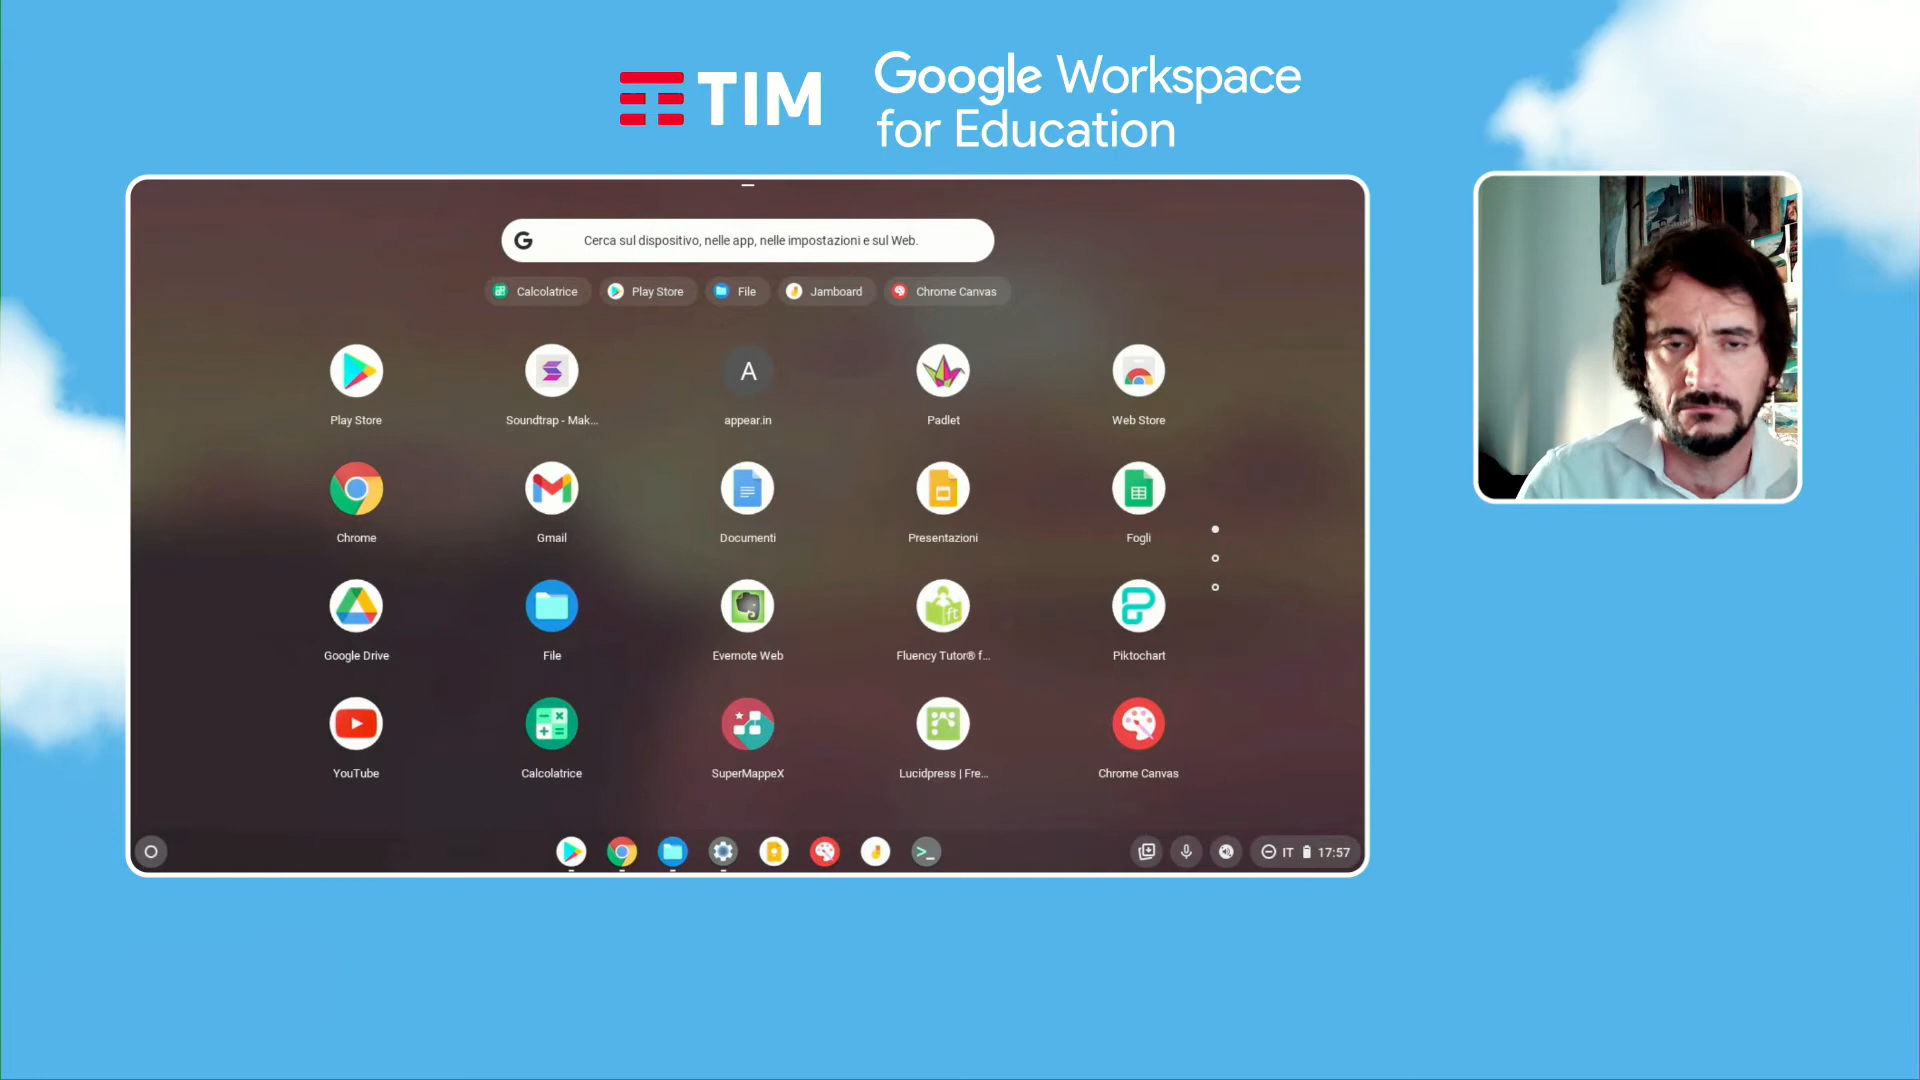 TIM
Google Workspace
for Education
Cerca sul dispositivo, nelle app, nelle impostazioni e sul Web.
Calcolatrice Play Store File Jamboard Chrome Canvas
A
Play Store Soundtrap - Mak... appear.in Padlet Web Store
Chrome Gmail Documenti Presentazioni Fogli
ft
Google Drive File Evernote Web Fluency Tutor® f... Piktochart
YouTube Calcolatrice SuperMappeX Lucidpress | Fre... Chrome Canvas
IT 17:57